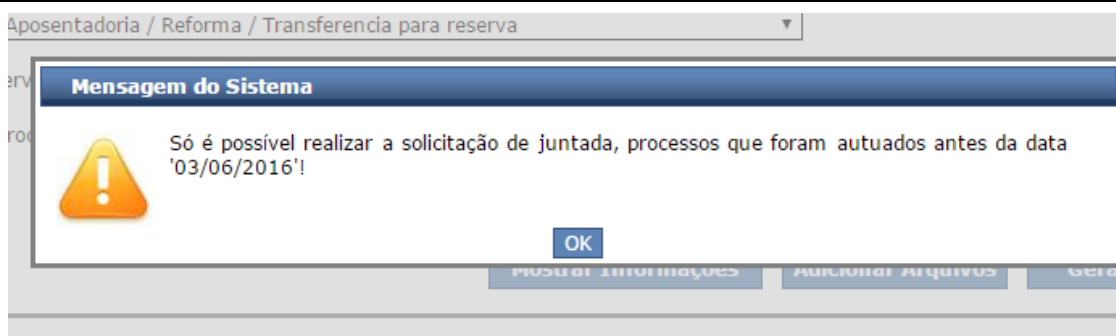 Aposentadoria / Reforma / Transferencia para reserva
Mensagem do Sistema
Só é possível realizar a solicitação de juntada, processos que foram autuados antes da data
'03/06/2016'!
OK
Mostrar Informações Adicionar Arquivos Gera